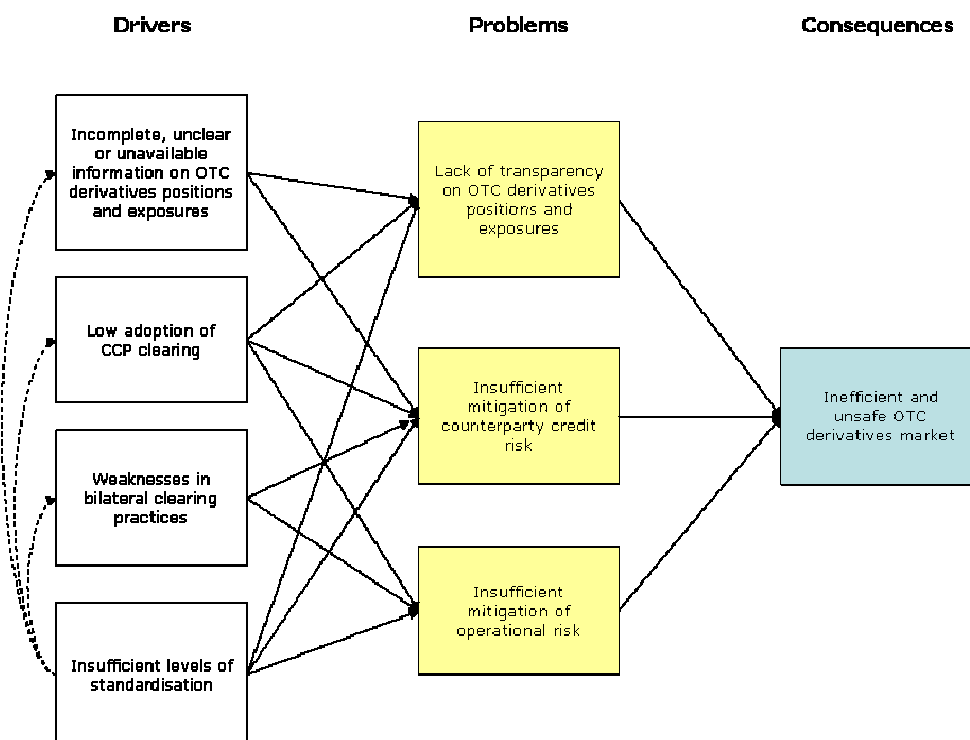 Drivers
Problems
Consequences
Incomplete, unclear
or unavailable
information on OTC
derivatives positions
and exposures
Low adoption of
CCP clearing
Weaknesses in
bilateral clearing
practices
Insufficient levels of
standardisation
Lack of transparency
on OTC derivatives
positions and
exposures
Insufficient
mitigation of
counterparty credit
risk
Insufficient
mitigation of
operational risk
Inefficient and
unsafe OTC
derivatives market